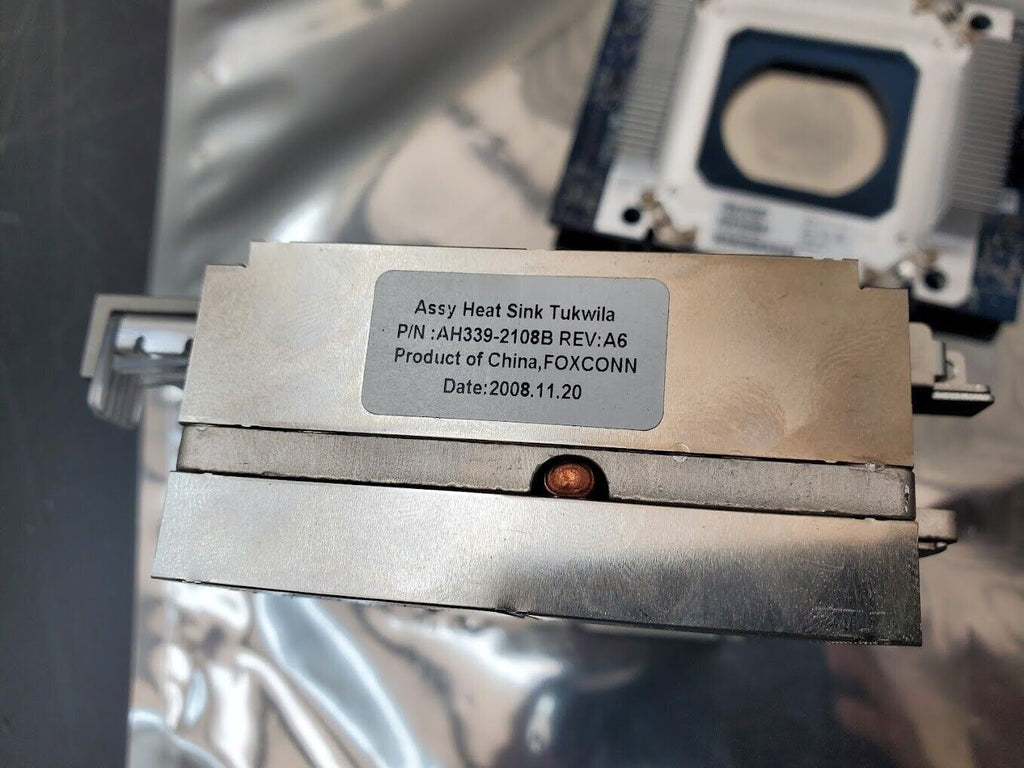 Assy Heat Sink Tukwila
P/N :AH339-2108B REV:A6
Product of China,FOXCONN
Date:2008.11.20